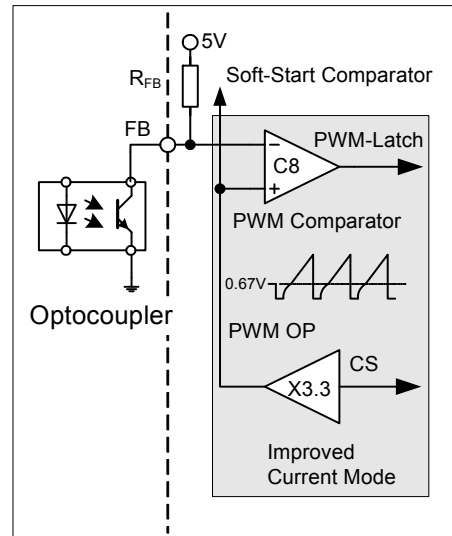 5V
R_FB
Soft-Start Comparator
FB
PWM-Latch
−
C8
+
PWM Comparator
0.67V
Optocoupler
PWM OP
CS
X3.3
Improved
Current Mode